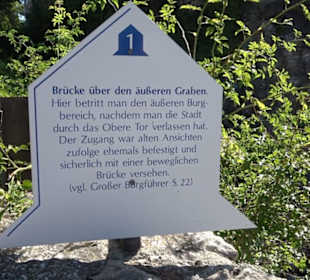 1
Brücke über den äußeren Graben.
Hier betritt man den äußeren Burg-
bereich, nachdem man die Stadt
durch das Obere Tor verlassen hat.
Der Zugang war alten Ansichten
zufolge ehemals befestigt und
sicherlich mit einer beweglichen
Brücke versehen.
(vgl. Großer Burgführer S. 22)